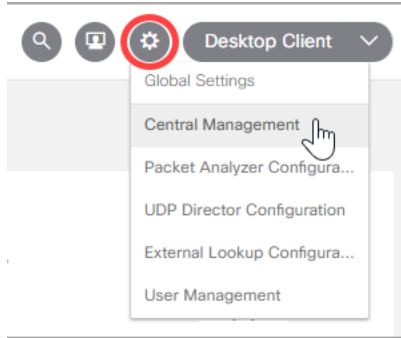 Desktop Client
Global Settings
Central Management
Packet Analyzer Configura...
UDP Director Configuration
External Lookup Configura...
User Management